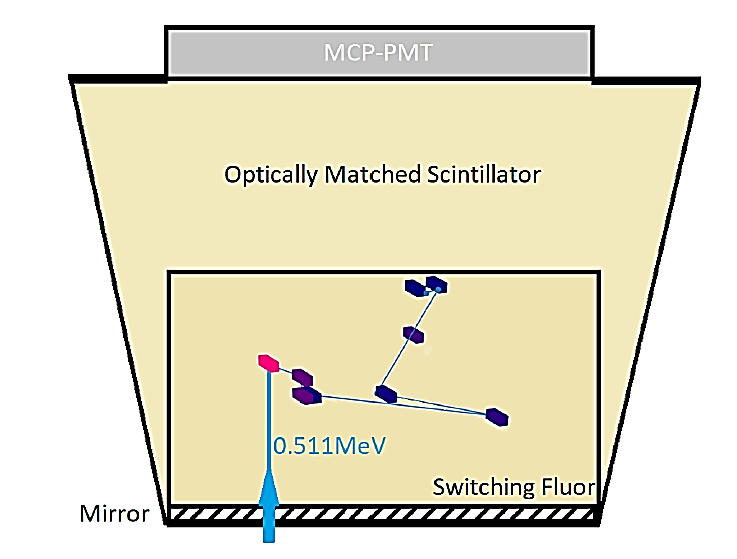 MCP-PMT
Optically Matched Scintillator
0.511MeV
Switching Fluor
Mirror